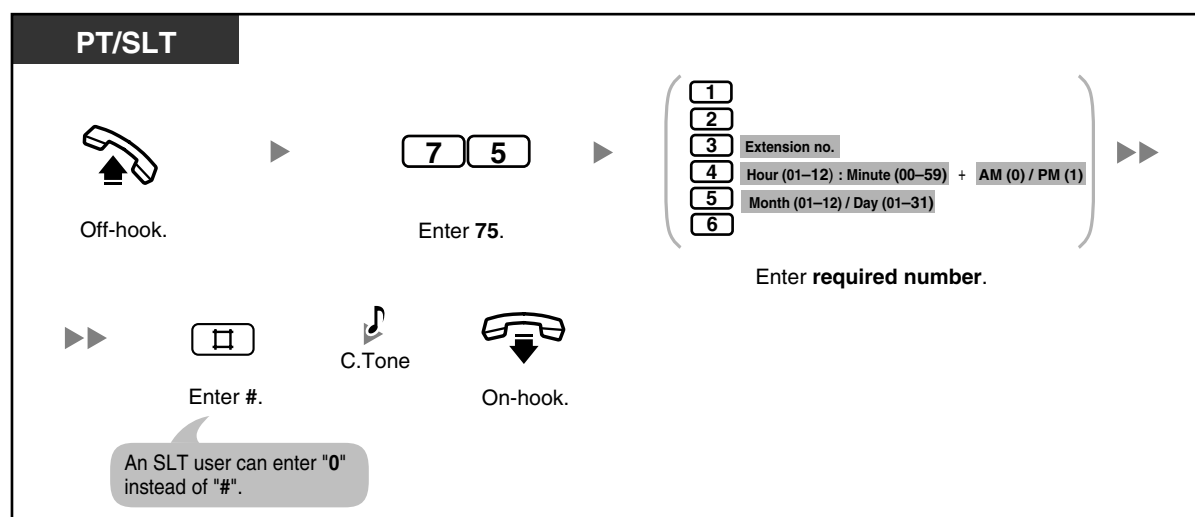 PT/SLT
1
2
3 Extension no.
4 Hour (01–12) : Minute (00–59) + AM (0) / PM (1)
5 Month (01–12) / Day (01–31)
6
7 5
Off-hook.
Enter 75.
Enter required number.
C.Tone
Enter #.
On-hook.
An SLT user can enter "0"
instead of "#".